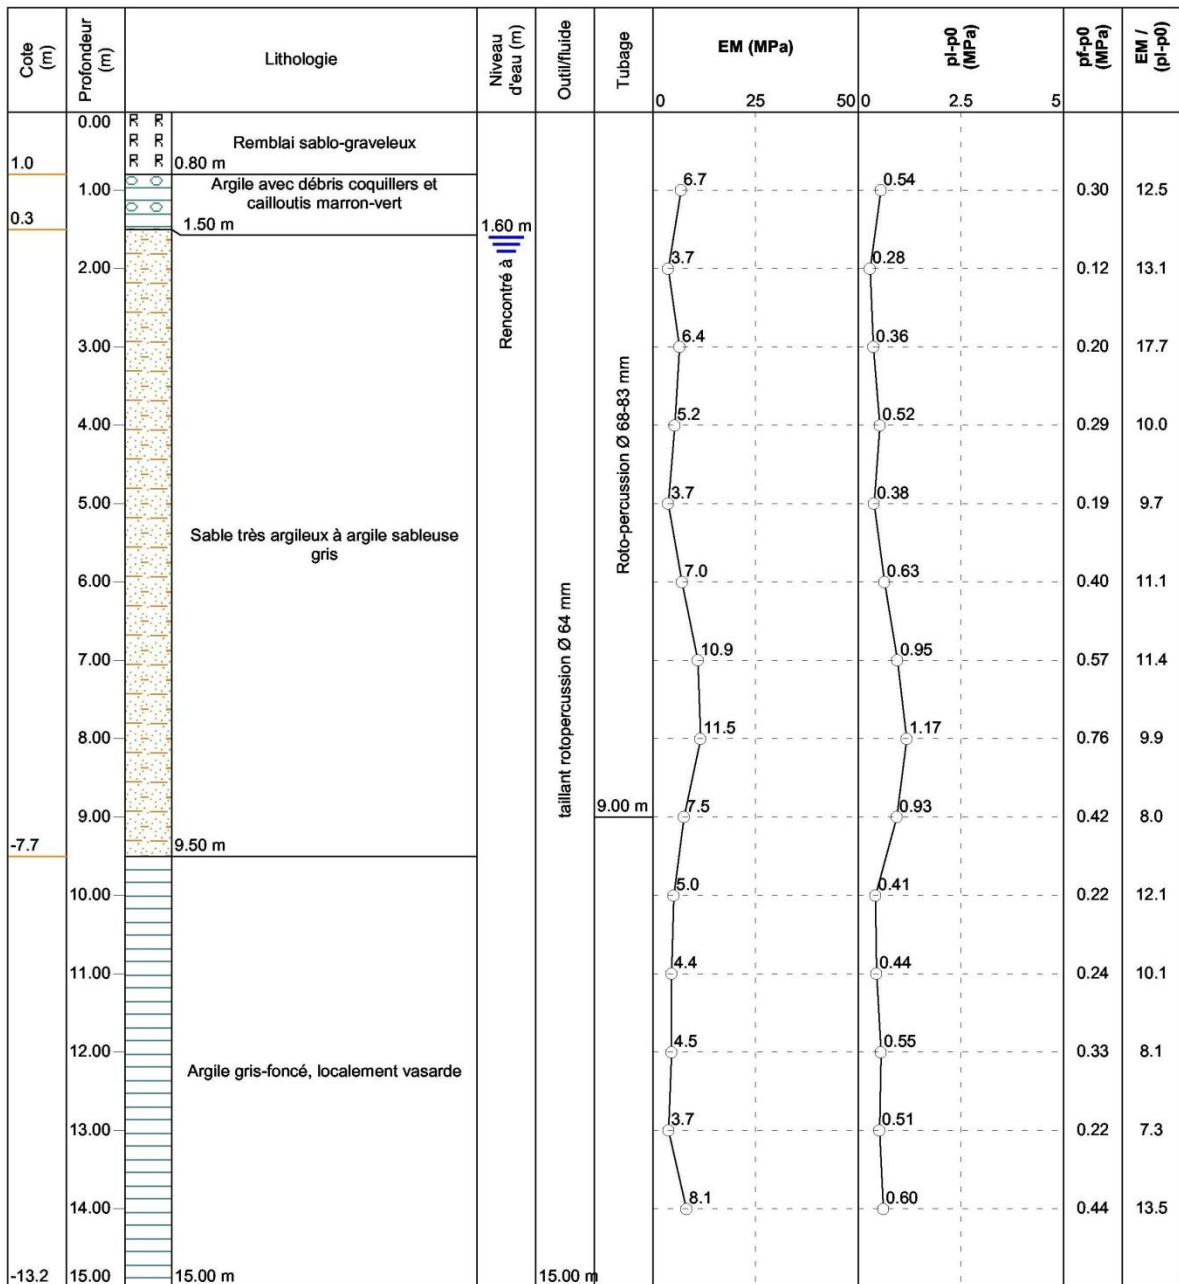 Cote
(m)
Profondeur
(m)
Lithologie
Niveau
d'eau (m)
Outil/fluide
Tubage
EM (MPa)
pl-p0
(MPa)
pf-p0
(MPa)
EM /
(pl-p0)
0 25 50 0 2.5 5
0.00
R R
R R
R R
Remblai sablo-graveleux
1.0 0.80 m
Argile avec débris coquillers et
cailloutis marron-vert
1.00 6.7 0.54 0.30 12.5
0.3 1.50 m 1.60 m
Rencontré à
2.00 3.7 0.28 0.12 13.1
3.00 6.4 0.36 0.20 17.7
Roto-percussion Ø 68-83 mm
4.00 5.2 0.52 0.29 10.0
5.00 3.7 0.38 0.19 9.7
Sable très argileux à argile sableuse
gris
6.00 7.0 0.63 0.40 11.1
taillant rotopercussion Ø 64 mm
7.00 10.9 0.95 0.57 11.4
8.00 11.5 1.17 0.76 9.9
9.00 9.00 m 7.5 0.93 0.42 8.0
-7.7 9.50 m
10.00 5.0 0.41 0.22 12.1
11.00 4.4 0.44 0.24 10.1
12.00 4.5 0.55 0.33 8.1
Argile gris-foncé, localement vasarde
13.00 3.7 0.51 0.22 7.3
14.00 8.1 0.60 0.44 13.5
-13.2 15.00 15.00 m 15.00 m